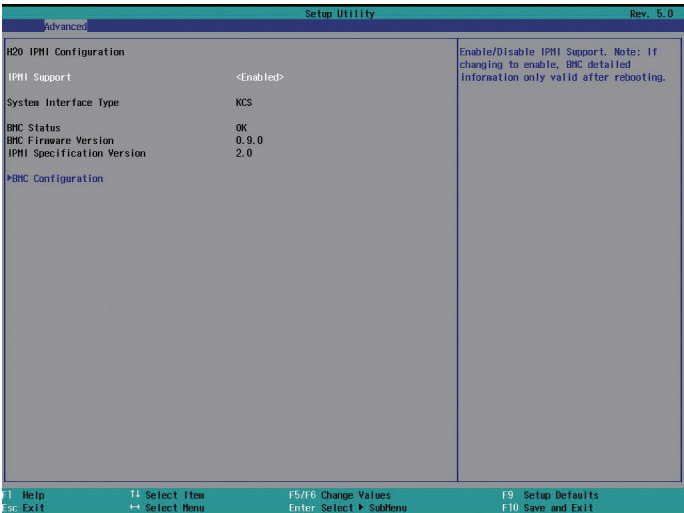 Setup Utility Rev. 5.0
Advanced
H2O IPMI Configuration
IPMI Support <Enabled>
System Interface Type KCS
BMC Status OK
BMC Firmware Version 0.9.0
IPMI Specification Version 2.0
▶BMC Configuration
Enable/Disable IPMI Support. Note: If
changing to enable, BMC detailed
information only valid after rebooting.
F1 Help ↑↓ Select Item F5/F6 Change Values F9 Setup Defaults
Esc Exit ↔ Select Menu Enter Select ▶ SubMenu F10 Save and Exit